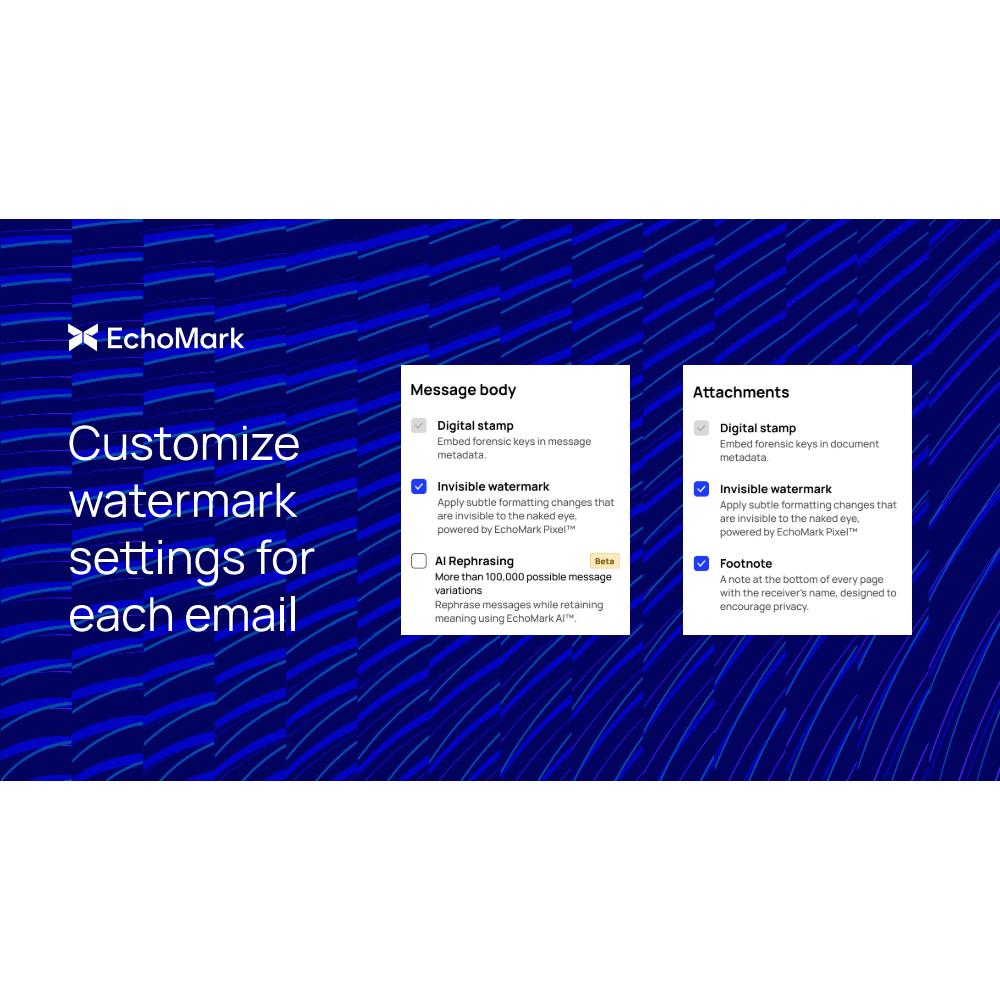 EchoMark
Customize
watermark
settings for
each email
Message body
Digital stamp
Embed forensic keys in message
metadata.
Invisible watermark
Apply subtle formatting changes that
are invisible to the naked eye,
powered by EchoMark Pixel™
AI Rephrasing
Beta
More than 100,000 possible message
variations
Rephrase messages while retaining
meaning using EchoMark AI™.
Attachments
Digital stamp
Embed forensic keys in document
metadata.
Invisible watermark
Apply subtle formatting changes that
are invisible to the naked eye,
powered by EchoMark Pixel™
Footnote
A note at the bottom of every page
with the receiver's name, designed to
encourage privacy.